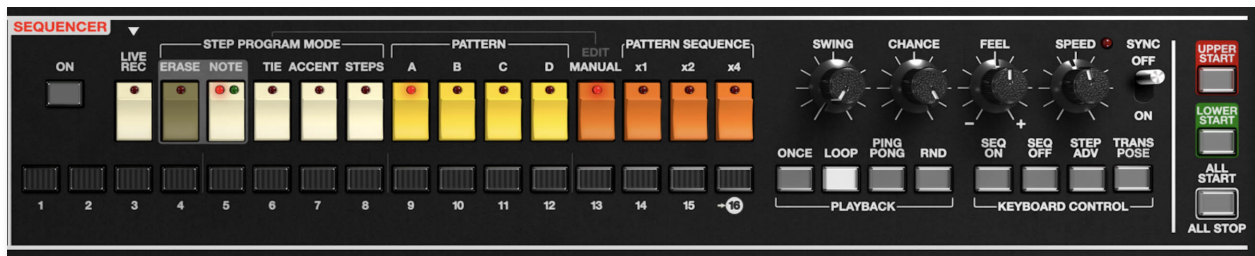 SEQUENCER
ON
LIVE
REC
STEP PROGRAM MODE
ERASE NOTE TIE ACCENT STEPS
PATTERN
A B C D
EDIT
MANUAL
PATTERN SEQUENCE
x1 x2 x4
1 2 3 4 5 6 7 8 9 10 11 12 13 14 15 16
SWING CHANCE FEEL SPEED
- +
SYNC
OFF
ON
ONCE LOOP PING
PONG RND
PLAYBACK
SEQ
ON
SEQ
OFF
STEP
ADV
TRANS
POSE
KEYBOARD CONTROL
UPPER
START
LOWER
START
ALL
START
ALL STOP